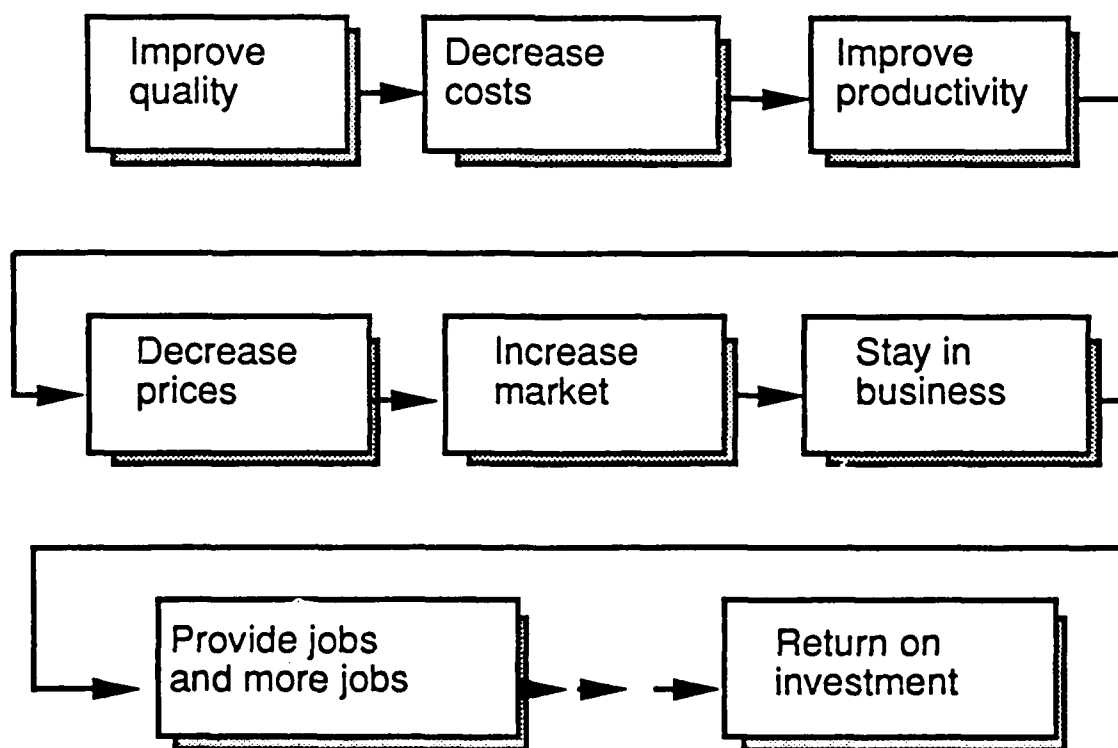 Improve
quality
Decrease
costs
Improve
productivity
Decrease
prices
Increase
market
Stay in
business
Provide jobs
and more jobs
Return on
investment